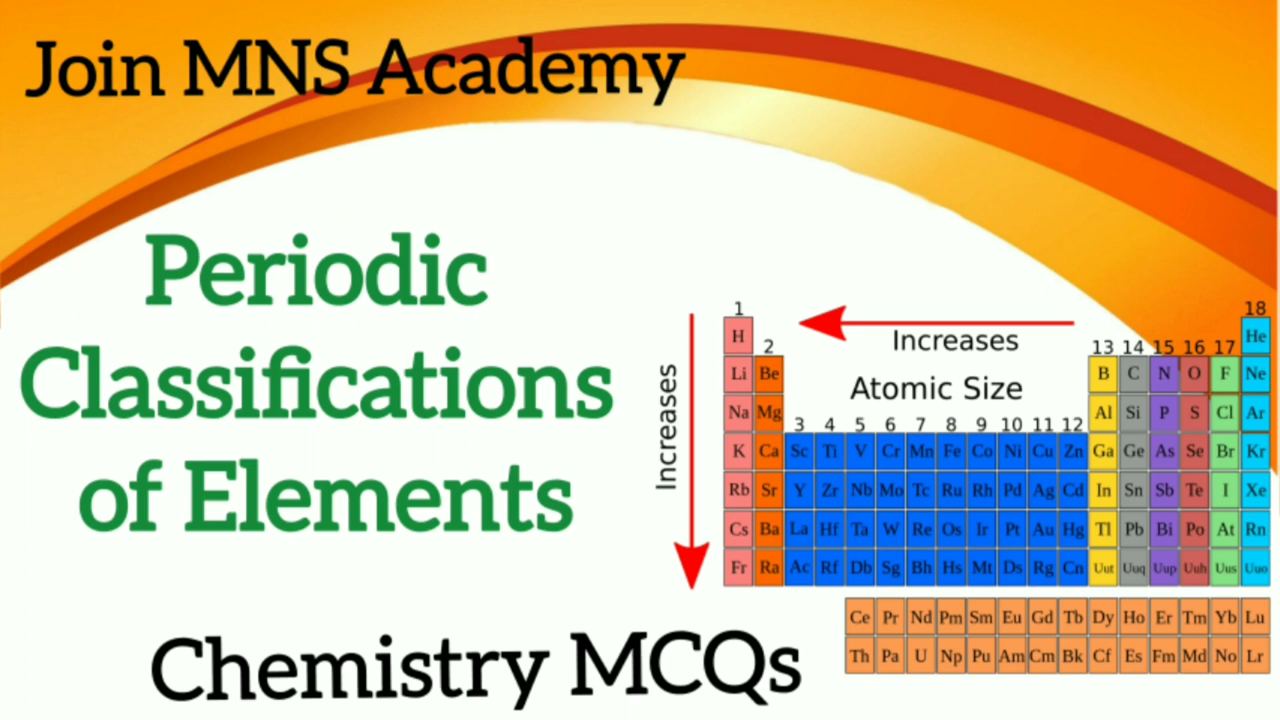 Join MNS Academy
Periodic
Classifications
of Elements
Chemistry MCQs
Increases
Increases
Atomic Size
1 18
H He
2 13 14 15 16 17
Li Be B C N O F Ne
Na Mg Al Si P S Cl Ar
3 4 5 6 7 8 9 10 11 12
K Ca Sc Ti V Cr Mn Fe Co Ni Cu Zn Ga Ge As Se Br Kr
Rb Sr Y Zr Nb Mo Tc Ru Rh Pd Ag Cd In Sn Sb Te I Xe
Cs Ba La Hf Ta W Re Os Ir Pt Au Hg Tl Pb Bi Po At Rn
Fr Ra Ac Rf Db Sg Bh Hs Mt Ds Rg Cn Uut Uuq Uup Uuh Uus Uuo
Ce Pr Nd Pm Sm Eu Gd Tb Dy Ho Er Tm Yb Lu
Th Pa U Np Pu Am Cm Bk Cf Es Fm Md No Lr